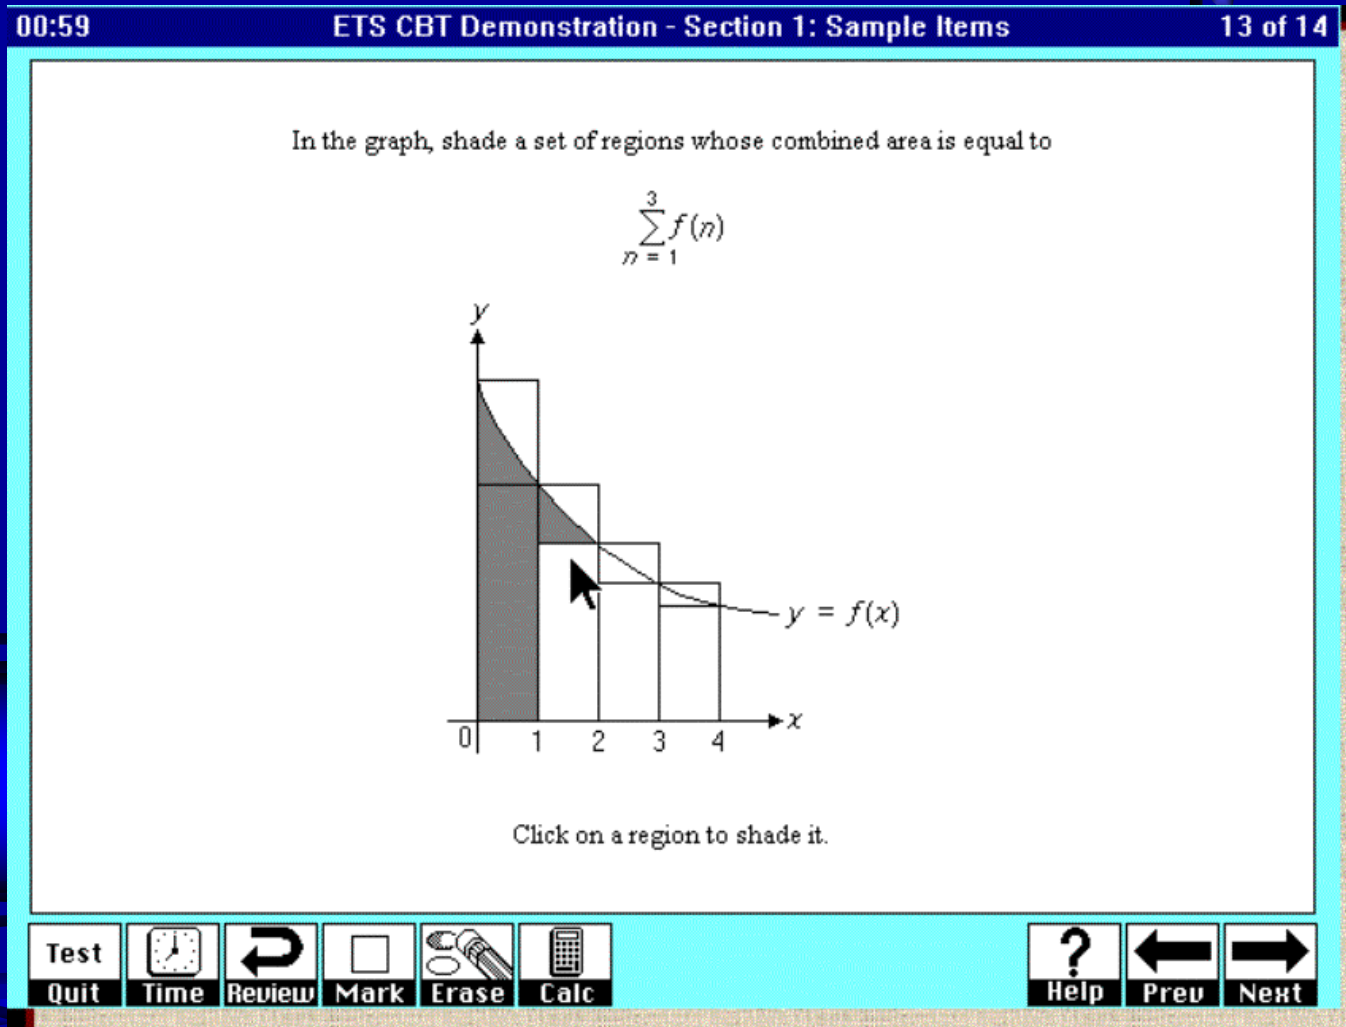 00:59 ETS CBT Demonstration - Section 1: Sample Items 13 of 14
In the graph, shade a set of regions whose combined area is equal to
3
∑ f(n)
n = 1
y
y = f(x)
x
0 1 2 3 4
Click on a region to shade it.
Test
Quit Time Review Mark Erase Calc Help Prev Next